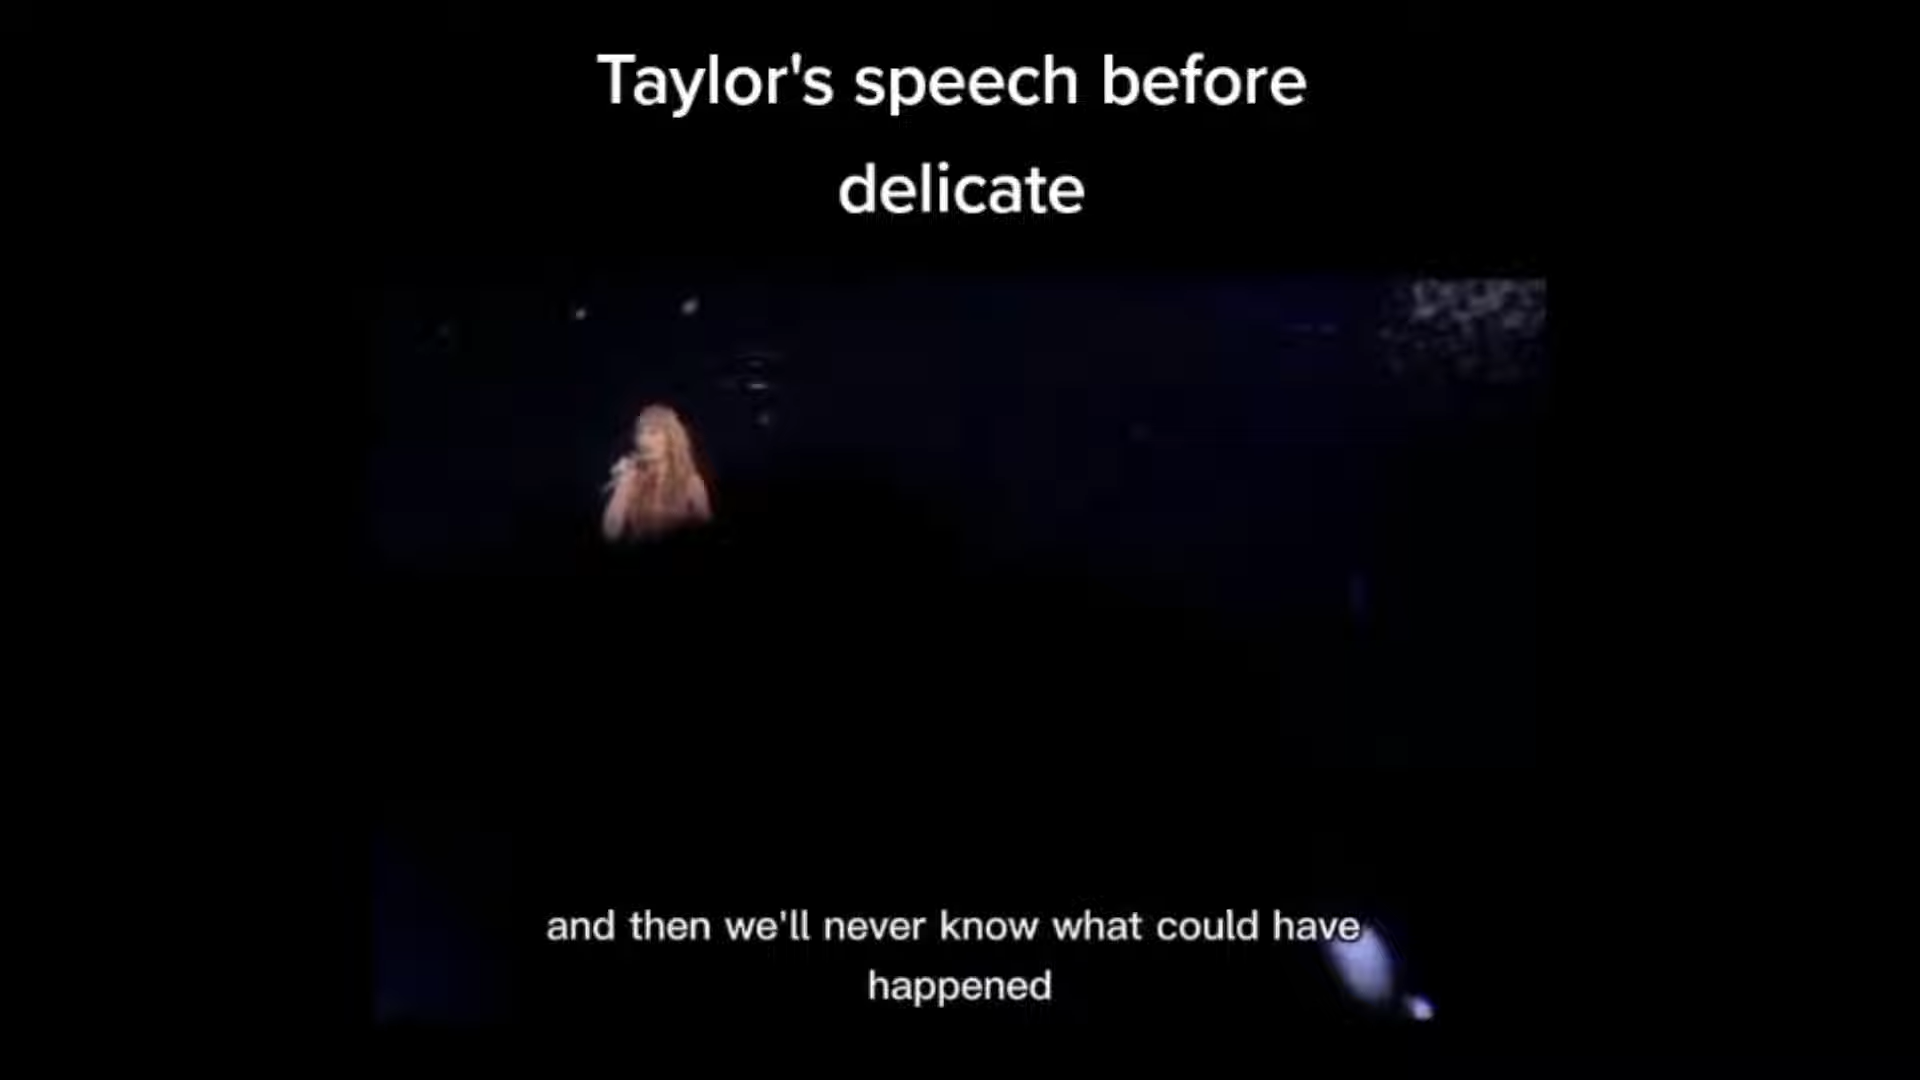 Taylor's speech before
delicate
and then we'll never know what could have
happened